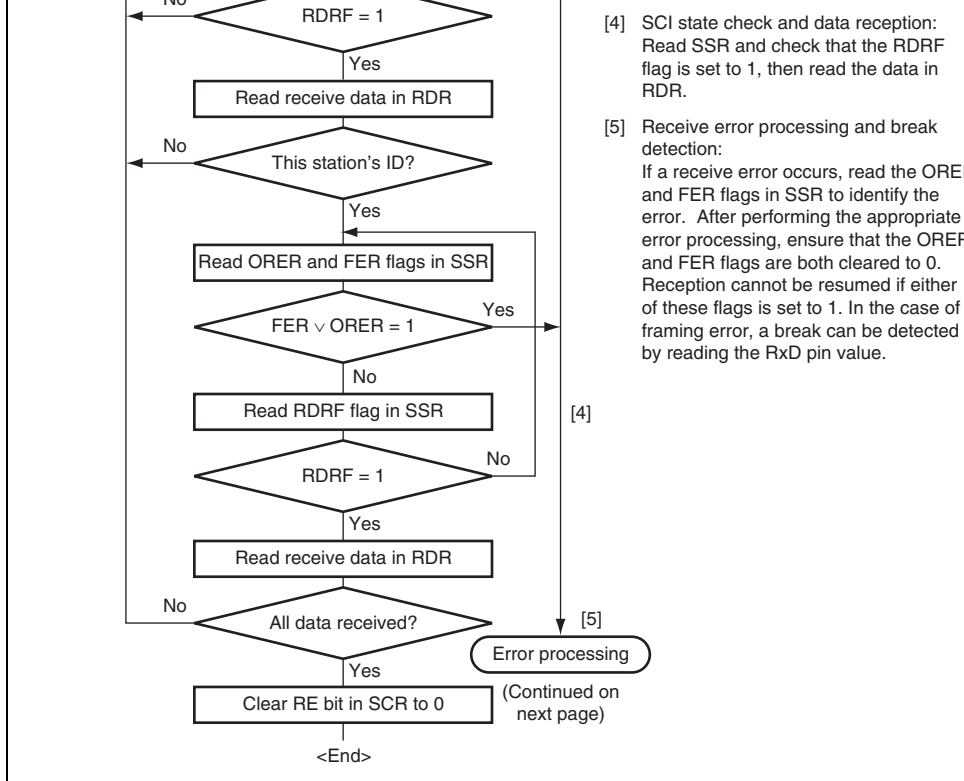 No
RDRF = 1
Yes
Read receive data in RDR
No
This station's ID?
Yes
Read ORER and FER flags in SSR
FER ∨ ORER = 1
Yes
No
Read RDRF flag in SSR
[4]
RDRF = 1
No
Yes
Read receive data in RDR
No
All data received?
[5]
Error processing
Yes
(Continued on
next page)
Clear RE bit in SCR to 0
<End>
[4] SCI state check and data reception:
Read SSR and check that the RDRF
flag is set to 1, then read the data in
RDR.
[5] Receive error processing and break
detection:
If a receive error occurs, read the
and FER flags in SSR to identify the
error. After performing the appropriate
error processing, ensure that the
and FER flags are both cleared to 0.
Reception cannot be resumed if either
of these flags is set to 1. In the case of
framing error, a break can be detected
by reading the RxD pin value.